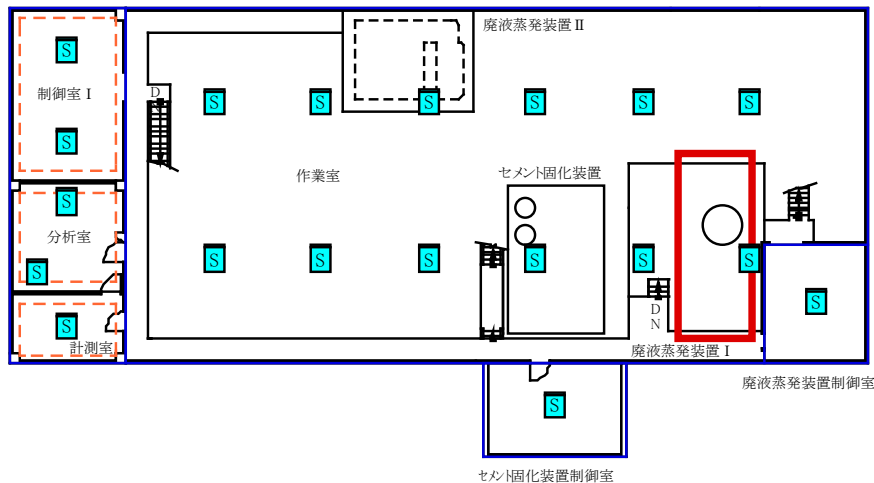 廃液蒸発装置Ⅱ
S
制御室Ⅰ
DN
S S S S S S
S
作業室
セメント固化装置
S
分析室
S S S S S S
S
S
DN
S
計測室
廃液蒸発装置Ⅰ
廃液蒸発装置制御室
S
セメント固化装置制御室